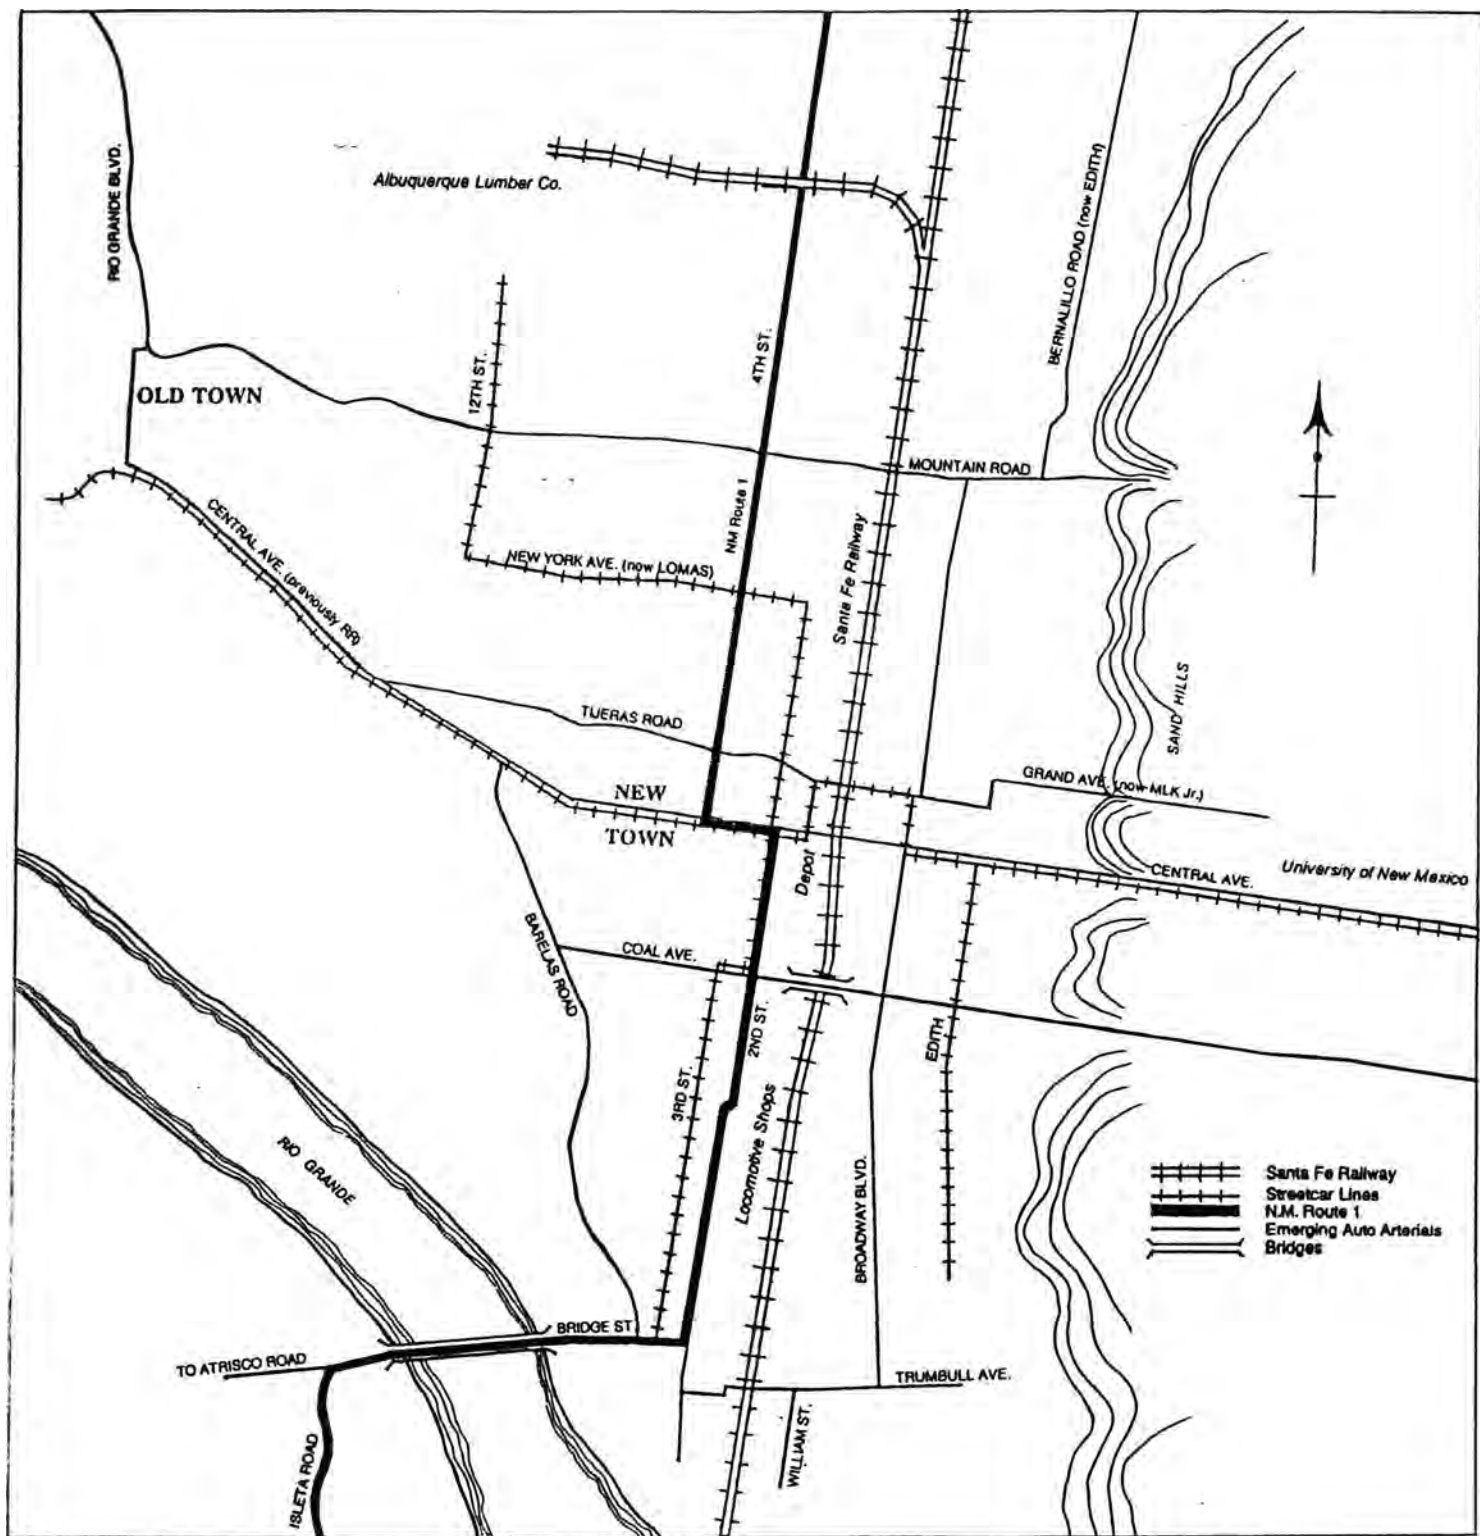 RIO GRANDE BLVD.
Albuquerque Lumber Co.
BERNALILLO ROAD (now EDITH)
OLD TOWN
12TH ST.
4TH ST.
MOUNTAIN ROAD
CENTRAL AVE. (previously RR)
NEW YORK AVE. (now LOMAS)
NM Route 1
Santa Fe Railway
SAND HILLS
TIJERAS ROAD
GRAND AVE. (now MLK Jr.)
NEW
TOWN
Depot
CENTRAL AVE.
University of New Mexico
BARELAS ROAD
COAL AVE.
2ND ST.
EDITH
3RD ST.
Locomotive Shops
RIO GRANDE
BROADWAY BLVD.
Santa Fe Railway
Streetcar Lines
N.M. Route 1
Emerging Auto Arterials
Bridges
BRIDGE ST
TO ATRISCO ROAD
TRUMBULL AVE.
WILLIAM ST.
ISLETA ROAD